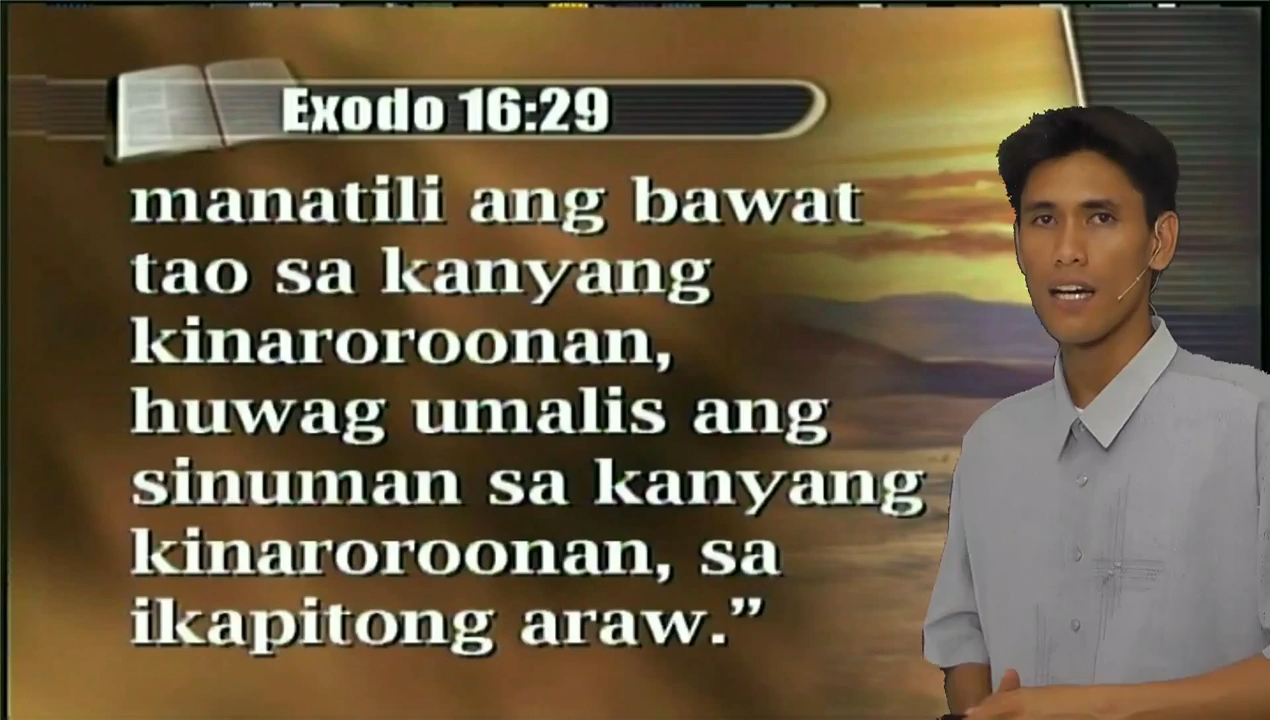 Exodo 16:29
manatili ang bawat
tao sa kanyang
kinaroroonan,
huwag umalis ang
sinuman sa kanyang
kinaroroonan, sa
ikapitong araw.”